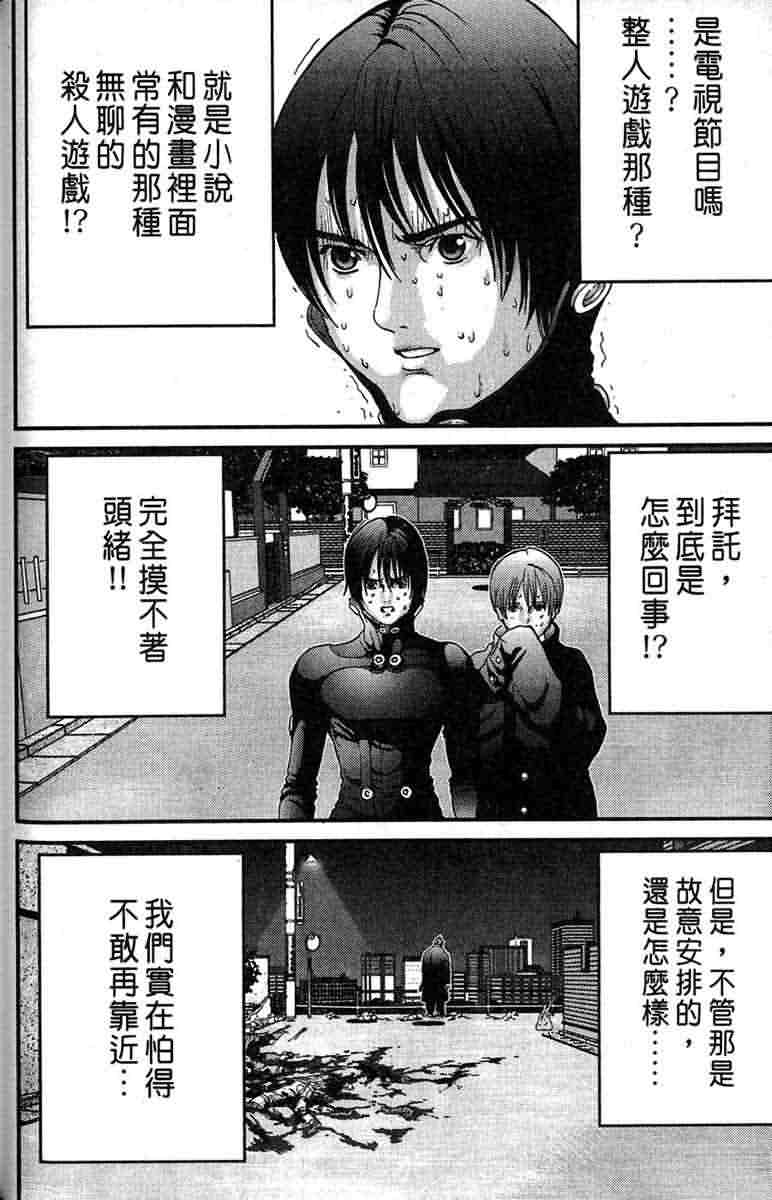 是電視節目嗎
……？
整人遊戲那種？
就是小說
和漫畫裡面
常有的那種
無聊的
殺人遊戲!?
拜託，
到底是
怎麼回事!?
完全摸不著
頭緒!!
但是，不管那是
故意安排的，
還是怎麼樣……
我們實在怕得
不敢再靠近…